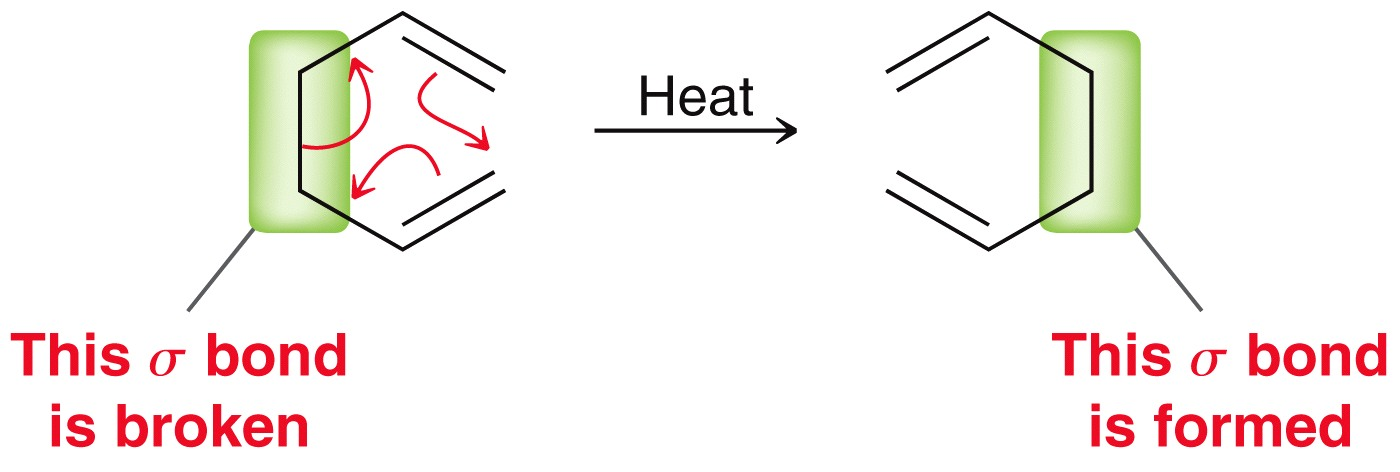 Heat
This σ bond
is broken
This σ bond
is formed